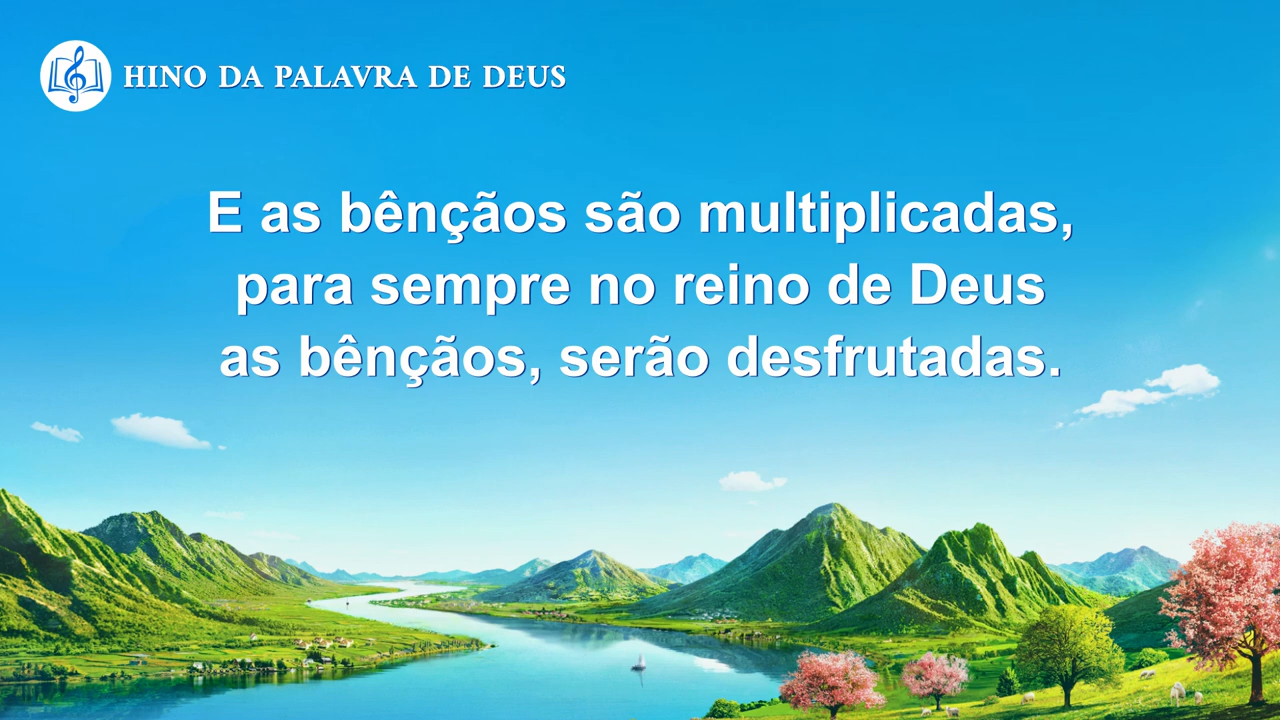 HINO DA PALAVRA DE DEUS
E as bênçãos são multiplicadas,
para sempre no reino de Deus
as bênçãos, serão desfrutadas.